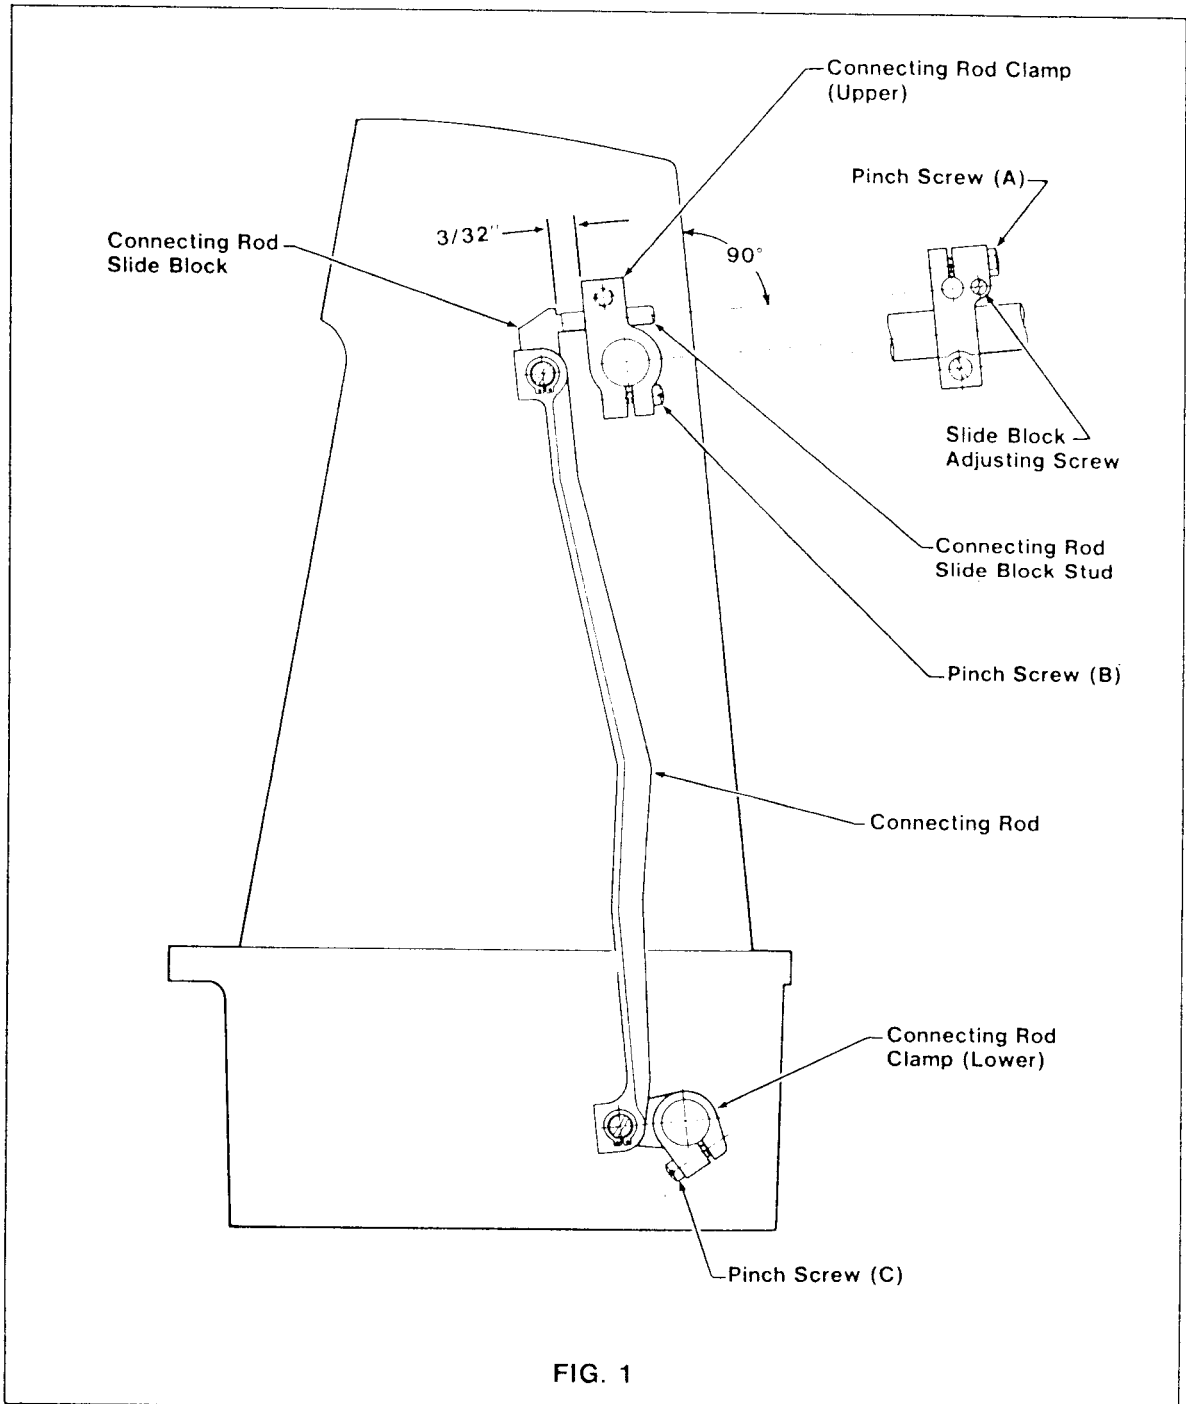 Connecting Rod Clamp
(Upper)
Pinch Screw (A)
3/32"
90°
Connecting Rod
Slide Block
Slide Block
Adjusting Screw
Connecting Rod
Slide Block Stud
Pinch Screw (B)
Connecting Rod
Connecting Rod
Clamp (Lower)
Pinch Screw (C)
FIG. 1